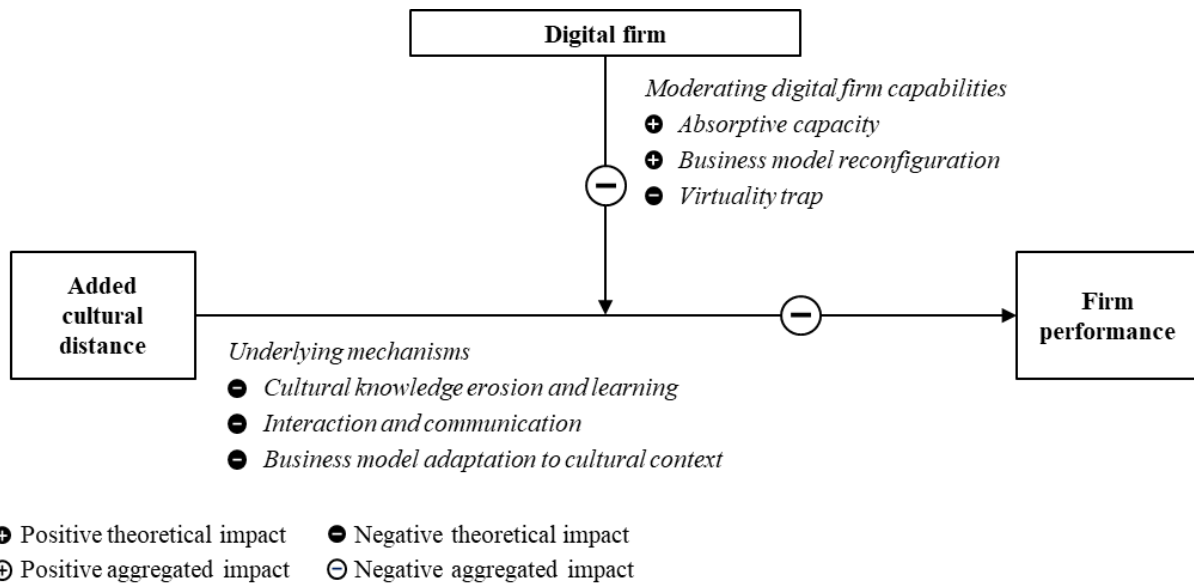 Digital firm
Moderating digital firm capabilities
Absorptive capacity
Business model reconfiguration
Virtuality trap
Added
cultural
distance
Firm
performance
Underlying mechanisms
Cultural knowledge erosion and learning
Interaction and communication
Business model adaptation to cultural context
Positive theoretical impact Negative theoretical impact
Positive aggregated impact Negative aggregated impact